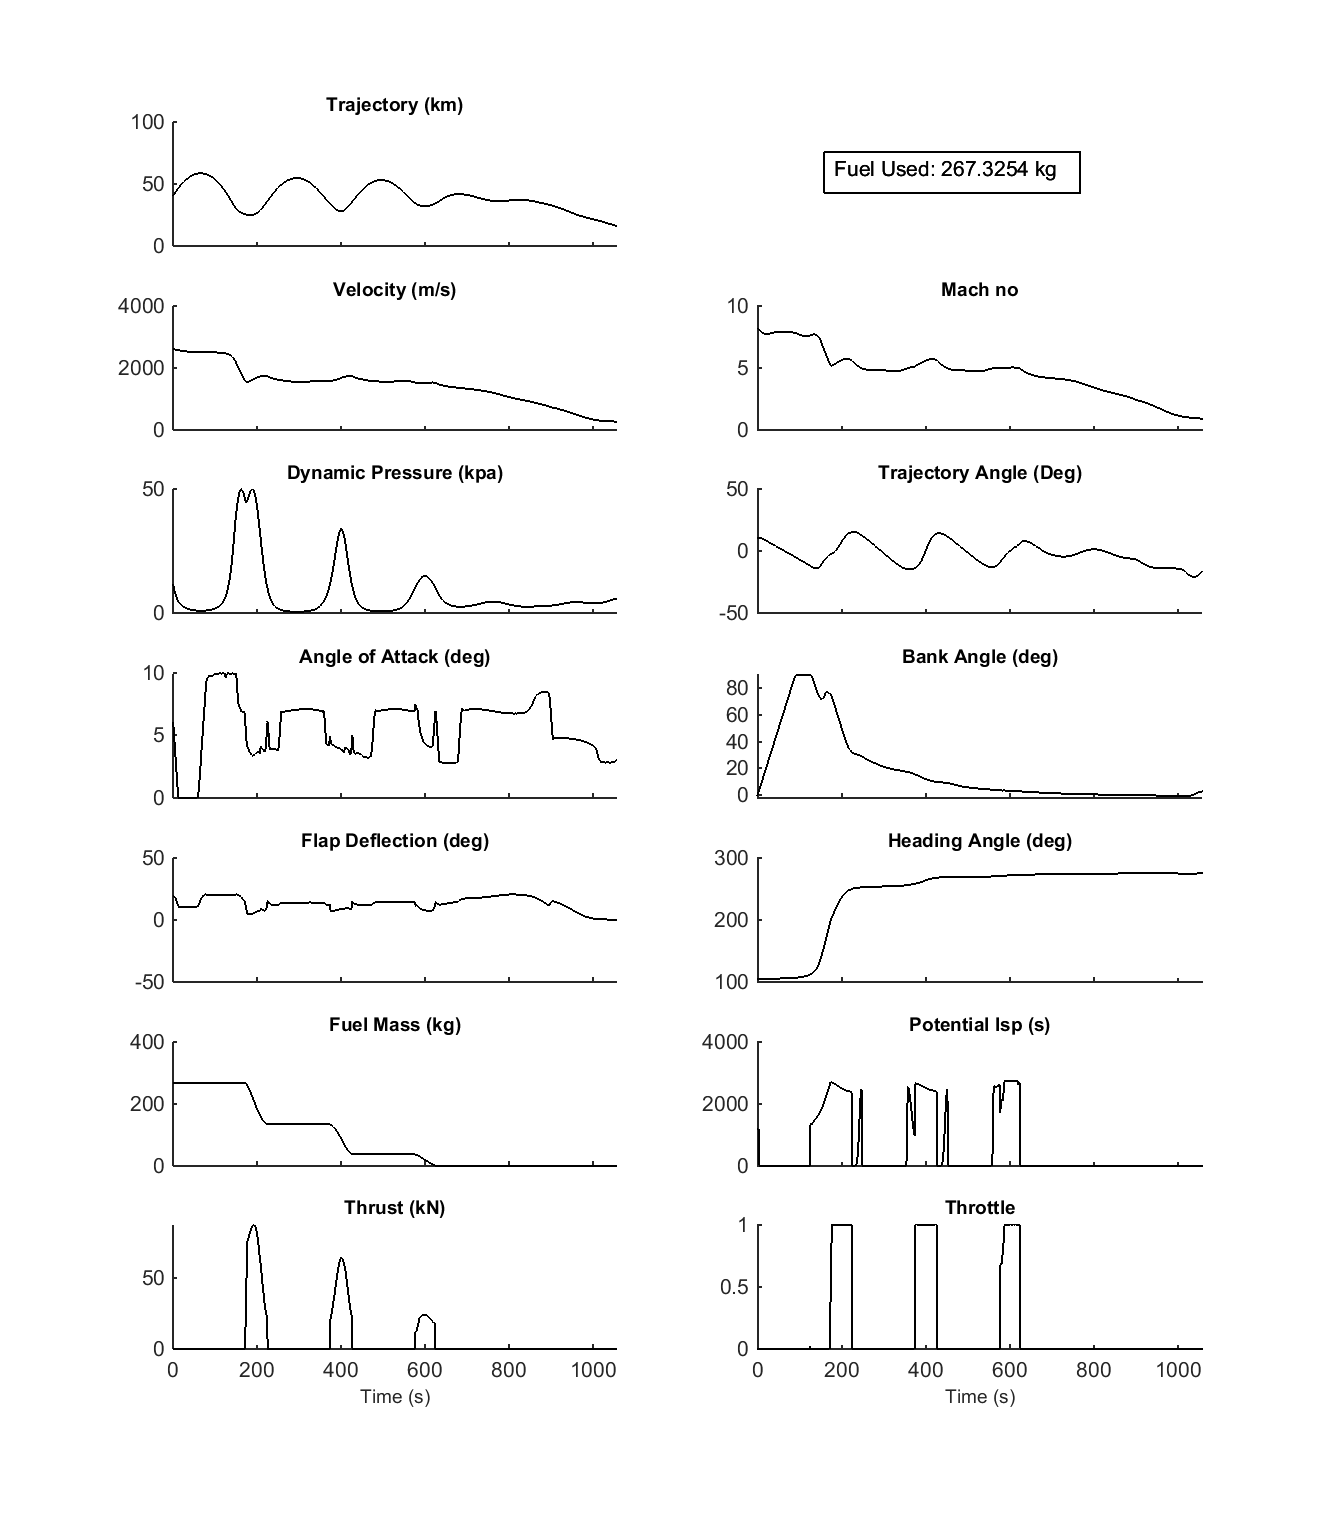 Trajectory (km)
100
50
0
Fuel Used: 267.3254 kg
Velocity (m/s)
4000
2000
0
Mach no
10
5
0
Dynamic Pressure (kpa)
50
0
Trajectory Angle (Deg)
50
0
-50
Angle of Attack (deg)
10
5
0
Bank Angle (deg)
80
60
40
20
0
Flap Deflection (deg)
50
0
-50
Heading Angle (deg)
300
200
100
Fuel Mass (kg)
400
200
0
Potential Isp (s)
4000
2000
0
Thrust (kN)
50
0
0 200 400 600 800 1000
Time (s)
Throttle
1
0.5
0
0 200 400 600 800 1000
Time (s)